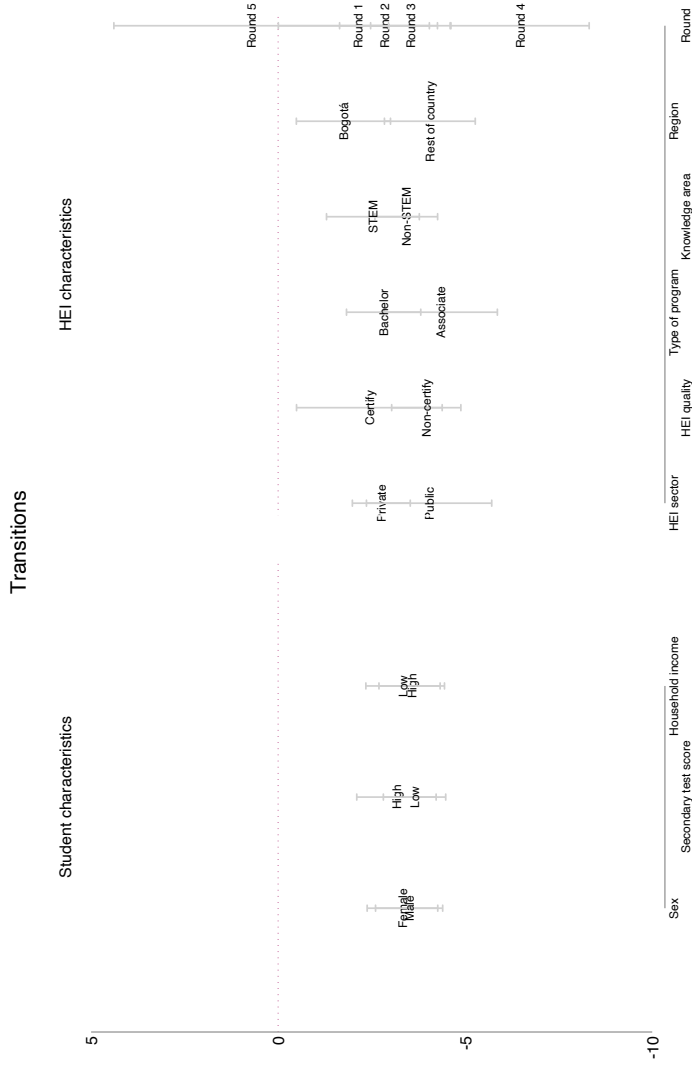 Transitions
Student characteristics
HEI characteristics
5
0
-5
-10
Female
Male
High
Low
Low
High
Private
Public
Certify
Non-certify
Bachelor
Associate
STEM
Non-STEM
Bogotá
Rest of country
Round 5
Round 1
Round 2
Round 3
Round 4
Sex
Secondary test score
Household income
HEI sector
HEI quality
Type of program
Knowledge area
Region
Round